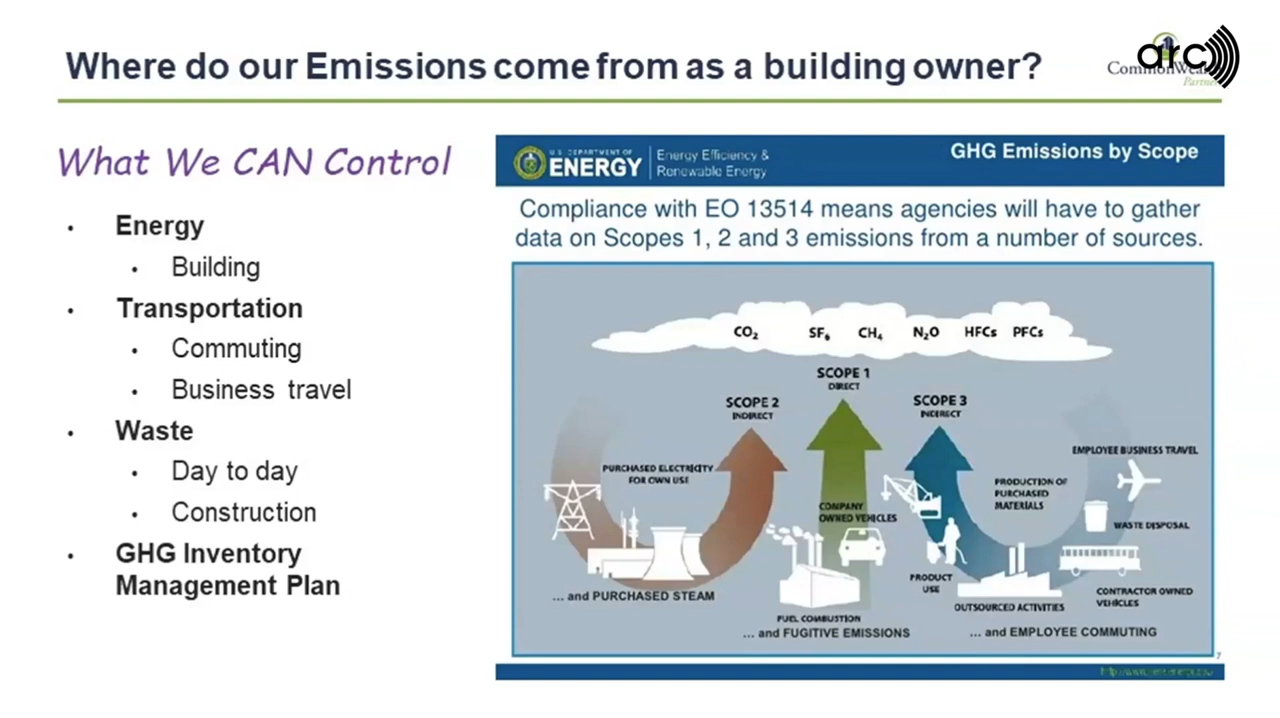 Where do our Emissions come from as a building owner?
arc
What We CAN Control
• Energy
• Building
• Transportation
• Commuting
• Business travel
• Waste
• Day to day
• Construction
• GHG Inventory
Management Plan
U.S. DEPARTMENT OF
ENERGY
Energy Efficiency &
Renewable Energy
GHG Emissions by Scope
Compliance with EO 13514 means agencies will have to gather
data on Scopes 1, 2 and 3 emissions from a number of sources.
CO₂ SF₆ CH₄ N₂O HFCs PFCs
SCOPE 1
DIRECT
SCOPE 2
INDIRECT
SCOPE 3
INDIRECT
PURCHASED ELECTRICITY
FOR OWN USE
COMPANY
OWNED VEHICLES
PRODUCTION OF
PURCHASED
MATERIALS
EMPLOYEE BUSINESS TRAVEL
WASTE DISPOSAL
PRODUCT
USE
CONTRACTOR OWNED
VEHICLES
OUTSOURCED ACTIVITIES
... and PURCHASED STEAM
FUEL COMBUSTION
... and FUGITIVE EMISSIONS
... and EMPLOYEE COMMUTING
7